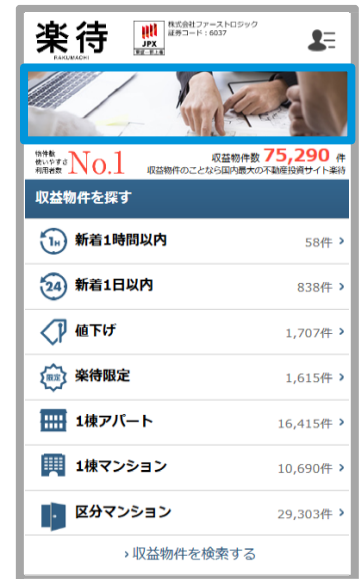 楽待
RAKUMACHI
JPX
株式会社ファーストロジック
証券コード：6037
物件数
使いやすさ
利用者数
No.1
収益物件数 75,290 件
収益物件のことなら国内最大の不動産投資サイト楽待
収益物件を探す
1H 新着1時間以内 58件
24 新着1日以内 838件
値下げ 1,707件
限定 楽待限定 1,615件
1棟アパート 16,415件
1棟マンション 10,690件
区分マンション 29,303件
›収益物件を検索する